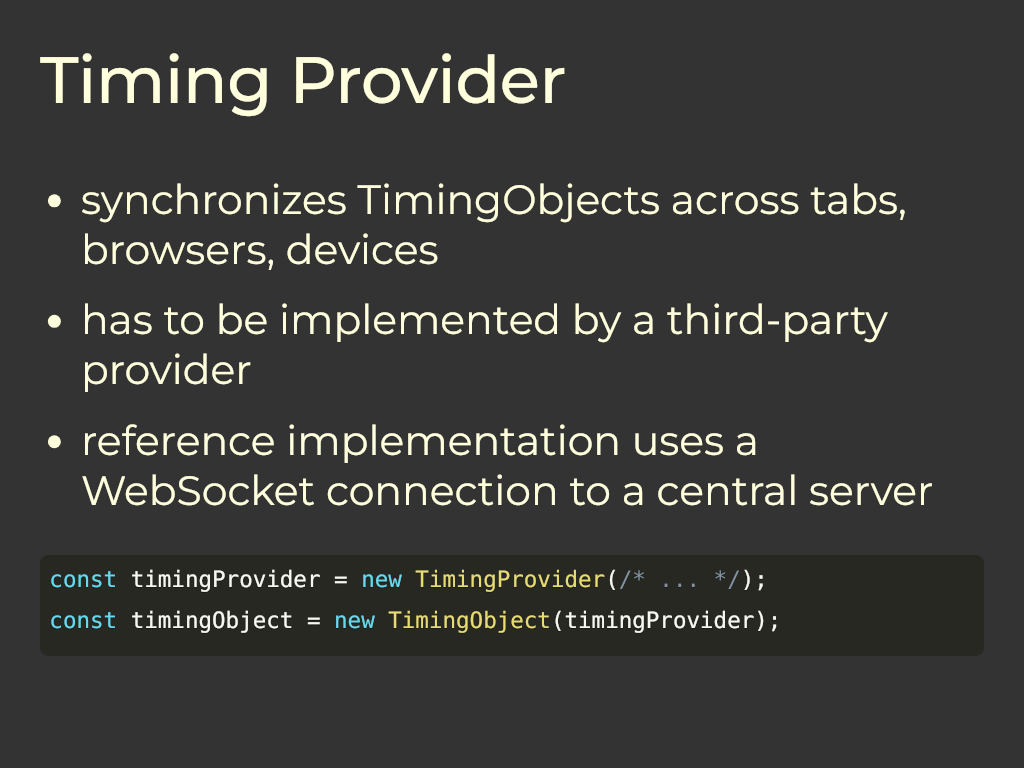 Timing Provider
• synchronizes TimingObjects across tabs,
browsers, devices
• has to be implemented by a third-party
provider
• reference implementation uses a
WebSocket connection to a central server
const timingProvider = new TimingProvider(/* ... */);
const timingObject = new TimingObject(timingProvider);